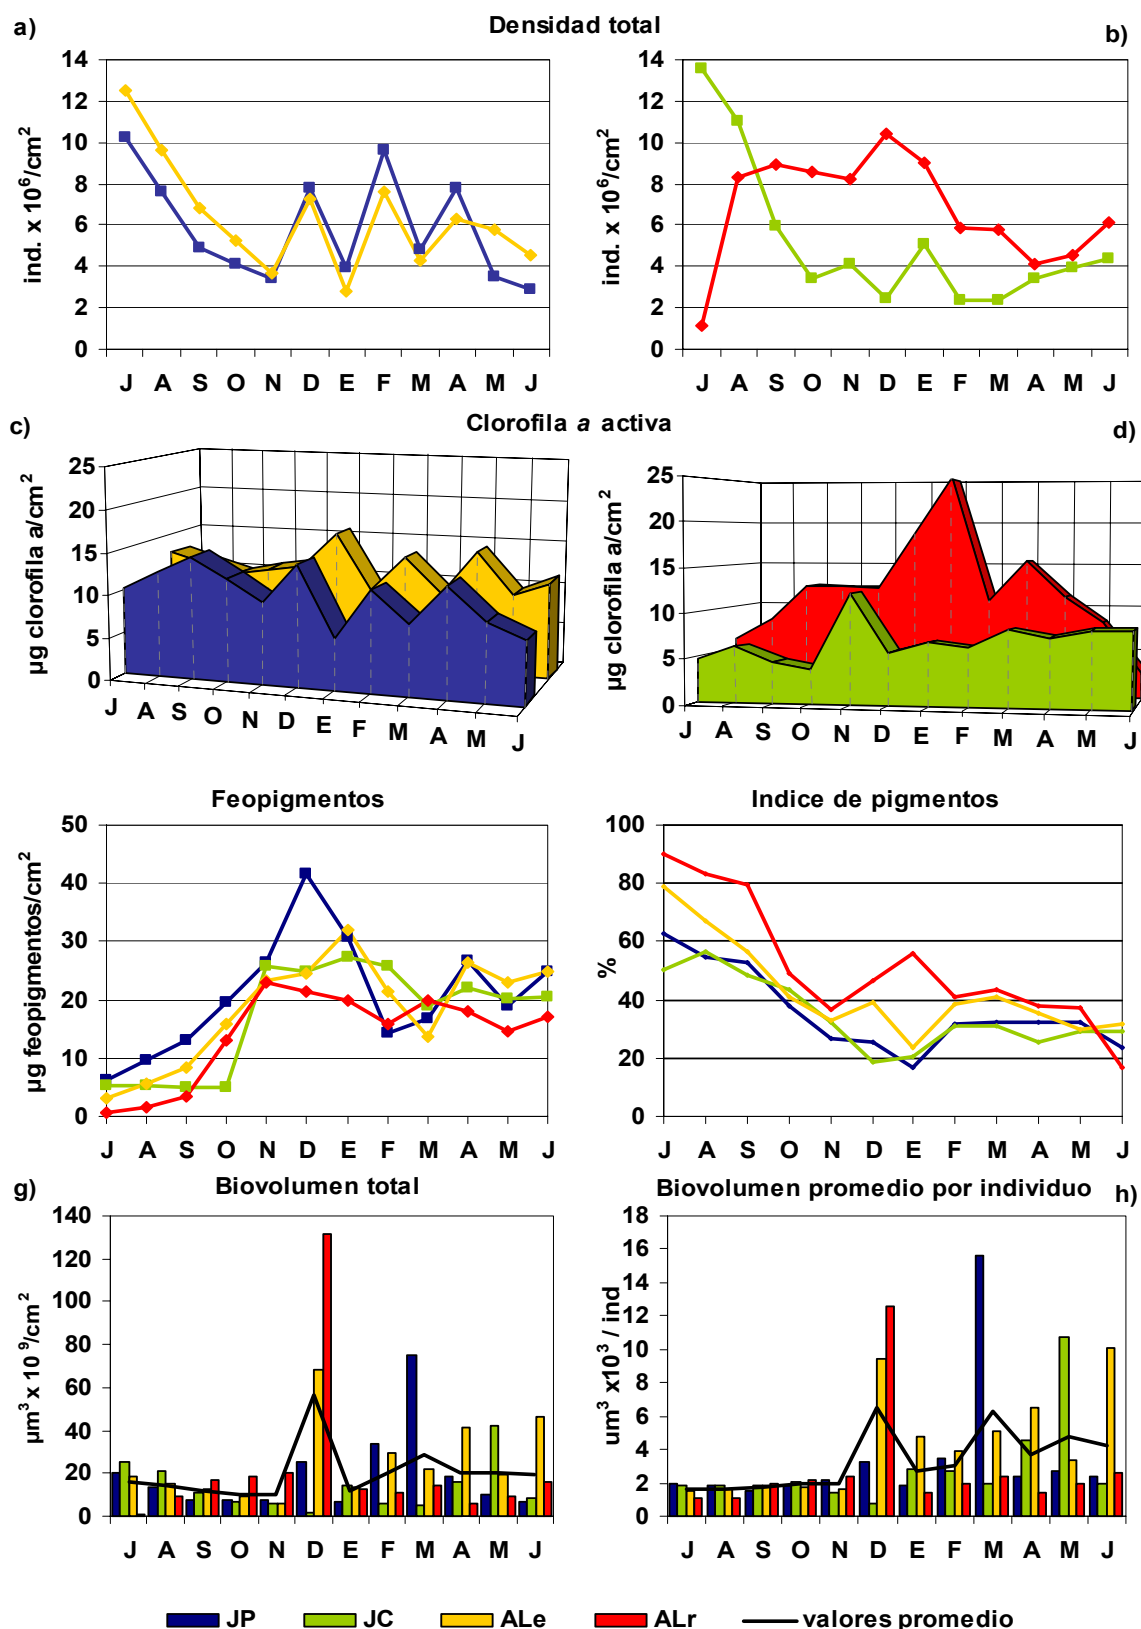 a)
Densidad total
b)
ind. x 10⁶/cm²
14
12
10
8
6
4
2
0
J A S O N D E F M A M J
ind. x 10⁶/cm²
14
12
10
8
6
4
2
0
J A S O N D E F M A M J
c)
Clorofila a activa
d)
µg clorofila a/cm²
25
20
15
10
5
0
J A S O N D E F M A M J
µg clorofila a/cm²
25
20
15
10
5
0
J A S O N D E F M A M J
Feopigmentos
µg feopigmentos/cm²
50
40
30
20
10
0
J A S O N D E F M A M J
Indice de pigmentos
%
100
80
60
40
20
0
J A S O N D E F M A M J
g)
Biovolumen total
µm³ x 10⁹/cm²
140
120
100
80
60
40
20
0
J A S O N D E F M A M J
Biovolumen promedio por individuo
h)
um³ x10³ / ind
18
16
14
12
10
8
6
4
2
0
J A S O N D E F M A M J
JP JC ALe ALr valores promedio